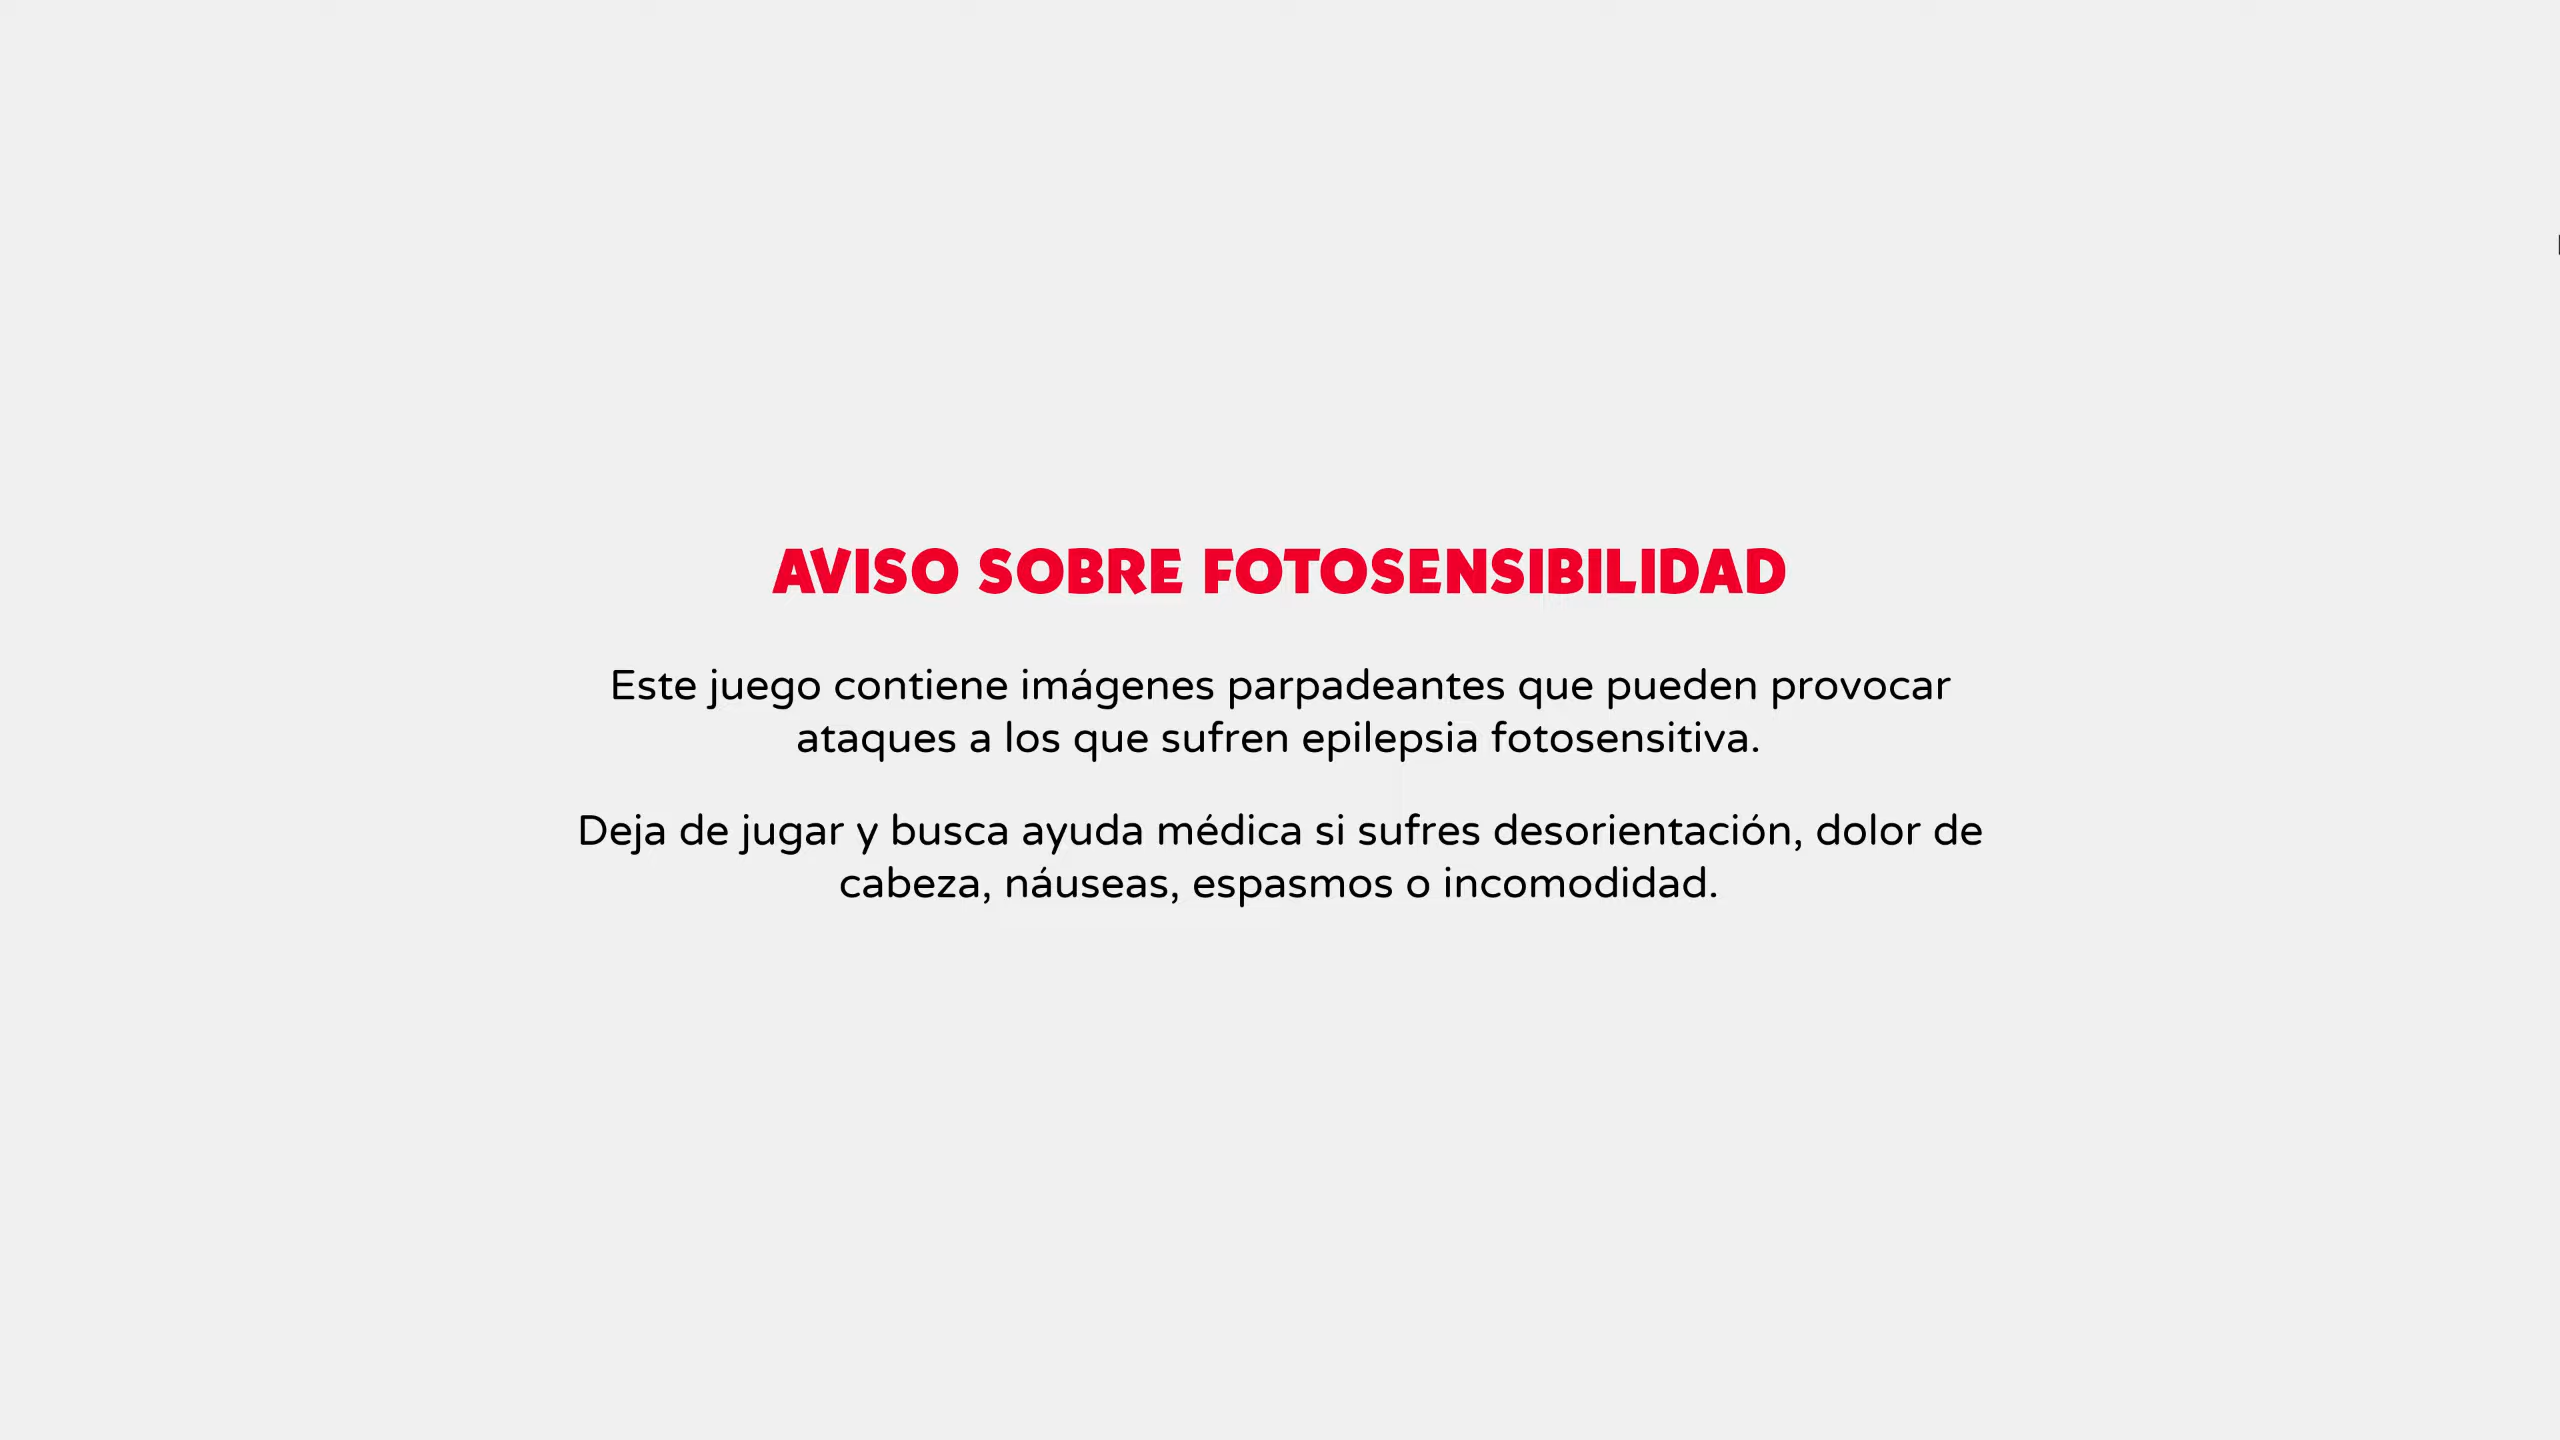 AVISO SOBRE FOTOSENSIBILIDAD
Este juego contiene imágenes parpadeantes que pueden provocar
ataques a los que sufren epilepsia fotosensitiva.
Deja de jugar y busca ayuda médica si sufres desorientación, dolor de
cabeza, náuseas, espasmos o incomodidad.